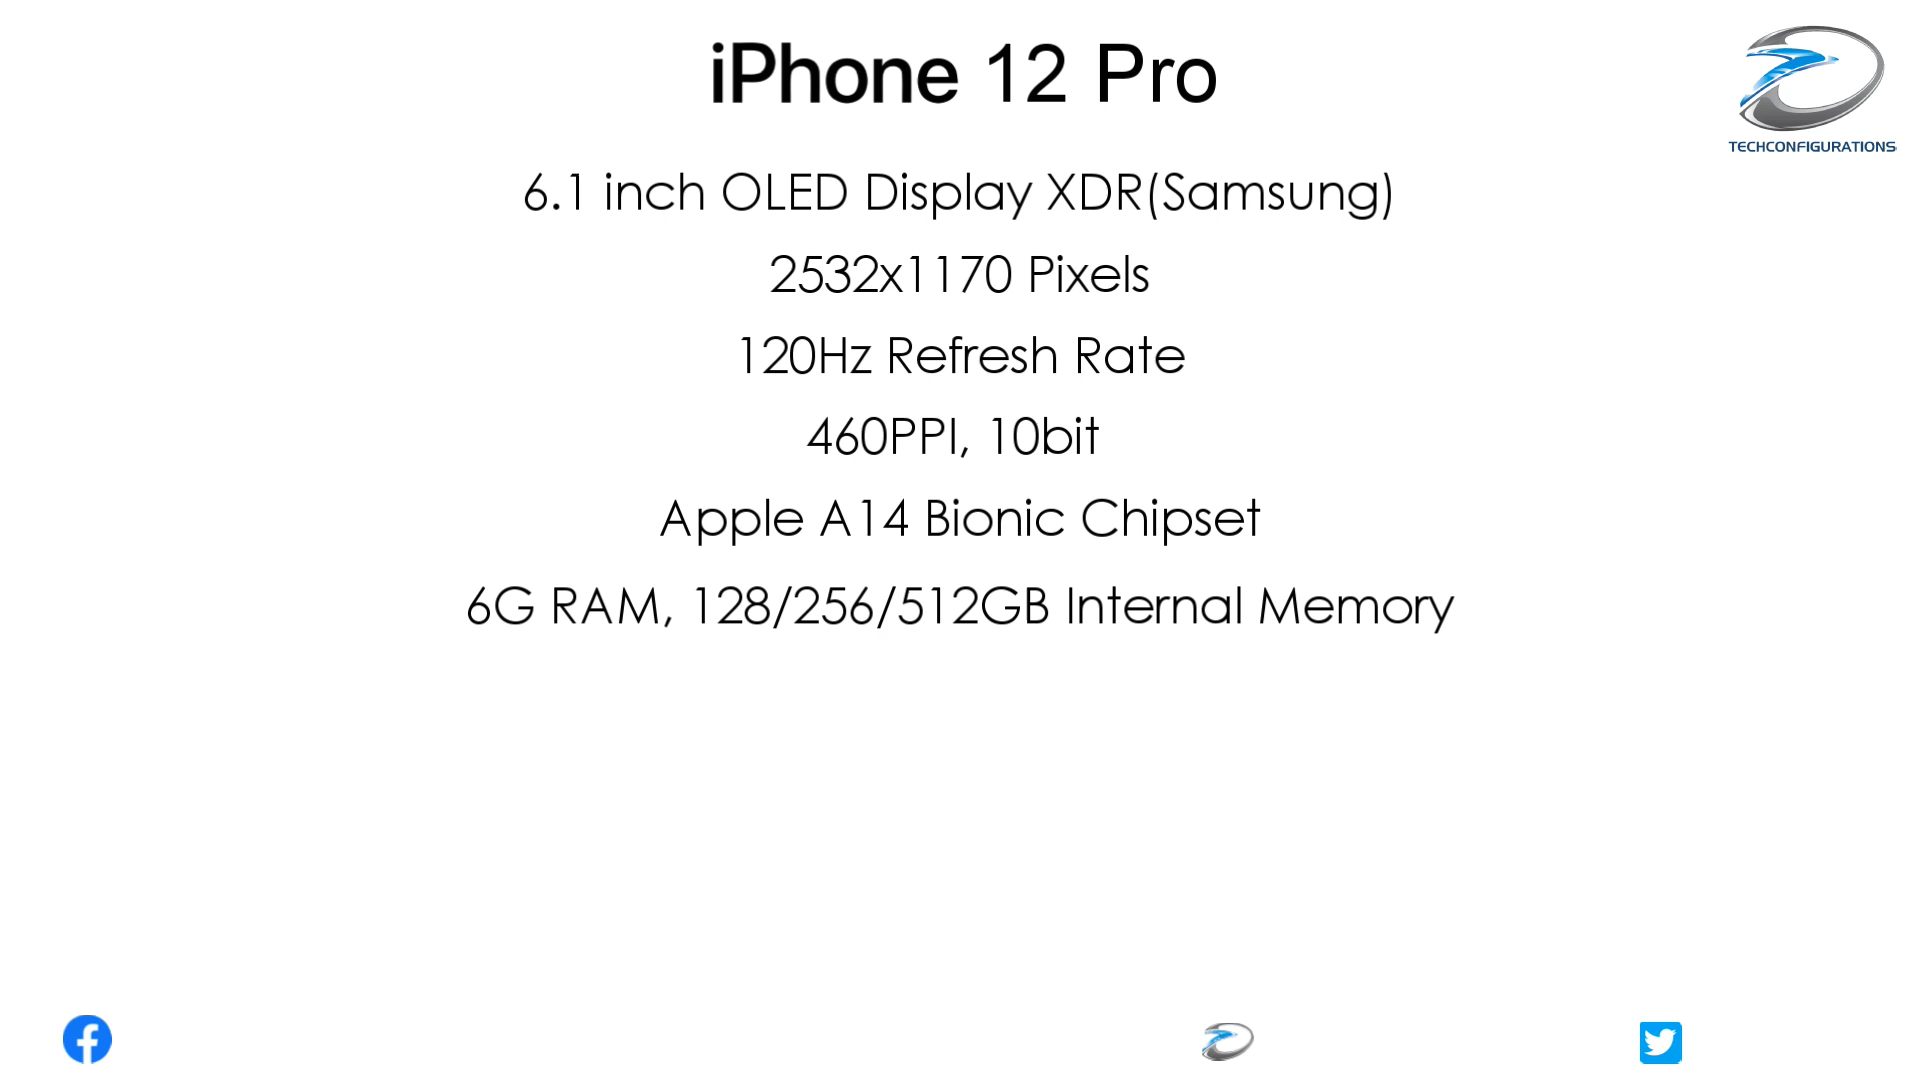 iPhone 12 Pro
TECHCONFIGURATIONS
6.1 inch OLED Display XDR(Samsung)
2532x1170 Pixels
120Hz Refresh Rate
460PPI, 10bit
Apple A14 Bionic Chipset
6G RAM, 128/256/512GB Internal Memory